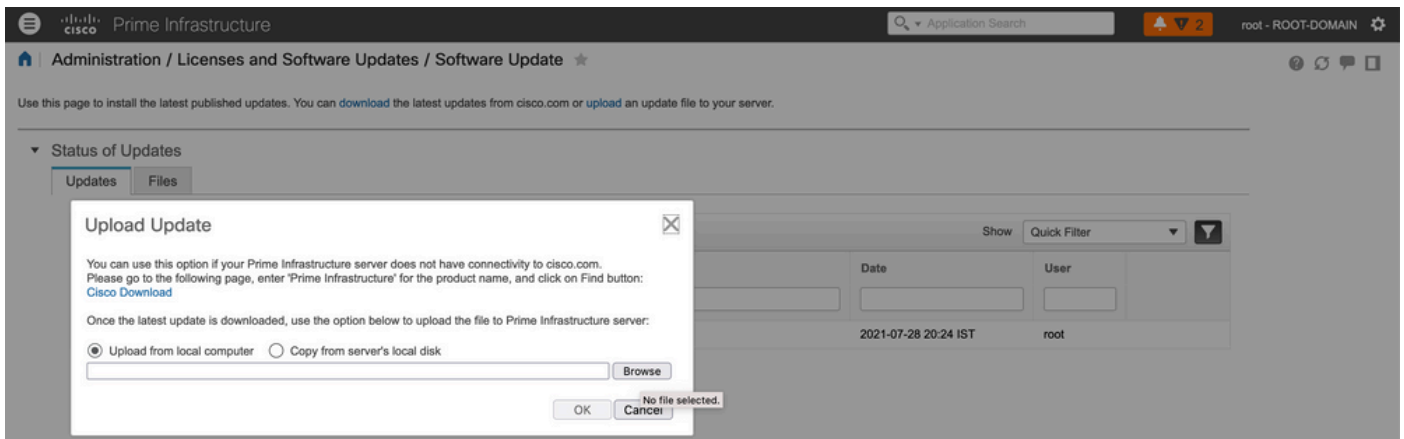 cisco Prime Infrastructure Application Search 2 root - ROOT-DOMAIN
Administration / Licenses and Software Updates / Software Update
Use this page to install the latest published updates. You can download the latest updates from cisco.com or upload an update file to your server.
Status of Updates
Updates Files
Upload Update
Show Quick Filter
You can use this option if your Prime Infrastructure server does not have connectivity to cisco.com.
Please go to the following page, enter 'Prime Infrastructure' for the product name, and click on Find button:
Cisco Download
Date User
Once the latest update is downloaded, use the option below to upload the file to Prime Infrastructure server:
2021-07-28 20:24 IST root
Upload from local computer Copy from server's local disk
Browse
No file selected.
OK Cancel